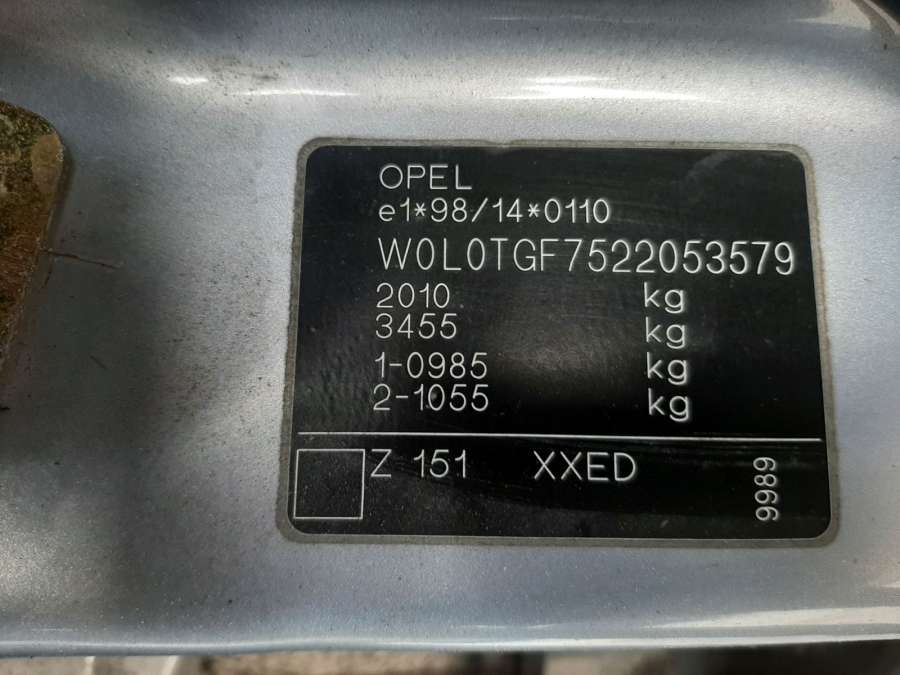 OPEL
e1*98/14*0110
W0L0TGF7522053579
2010 kg
3455 kg
1-0985 kg
2-1055 kg
Z 151 XXED
9989